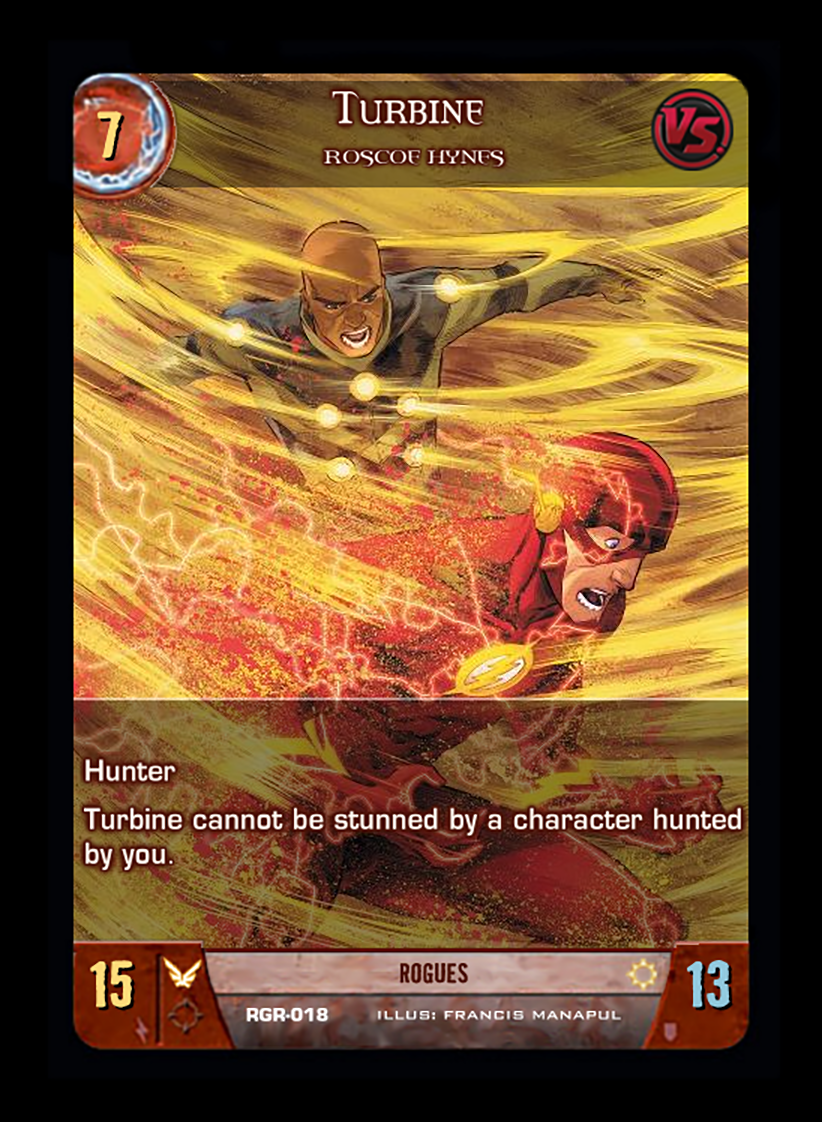 7
TURBINE
ROSCOE HYNES
VS.
Hunter
Turbine cannot be stunned by a character hunted
by you.
15
ROGUES
13
RGR-018 ILLUS: FRANCIS MANAPUL